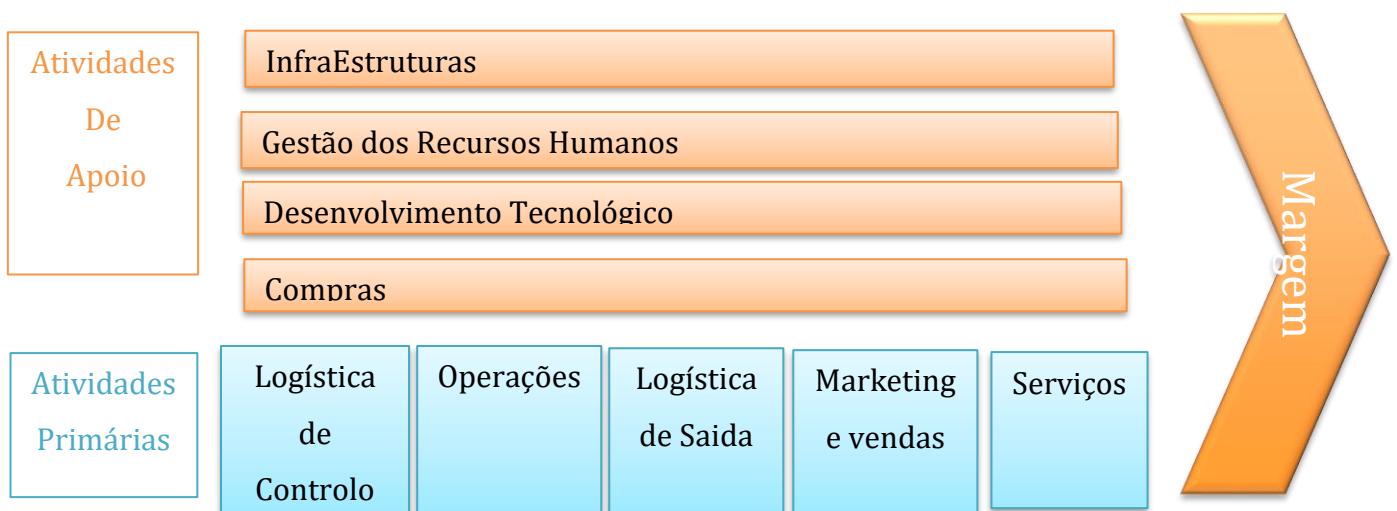 Atividades
De
Apoio
InfraEstruturas
Gestão dos Recursos Humanos
Desenvolvimento Tecnológico
Compras
Margem
Atividades
Primárias
Logística
de
Controlo
Operações
Logística
de Saida
Marketing
e vendas
Serviços